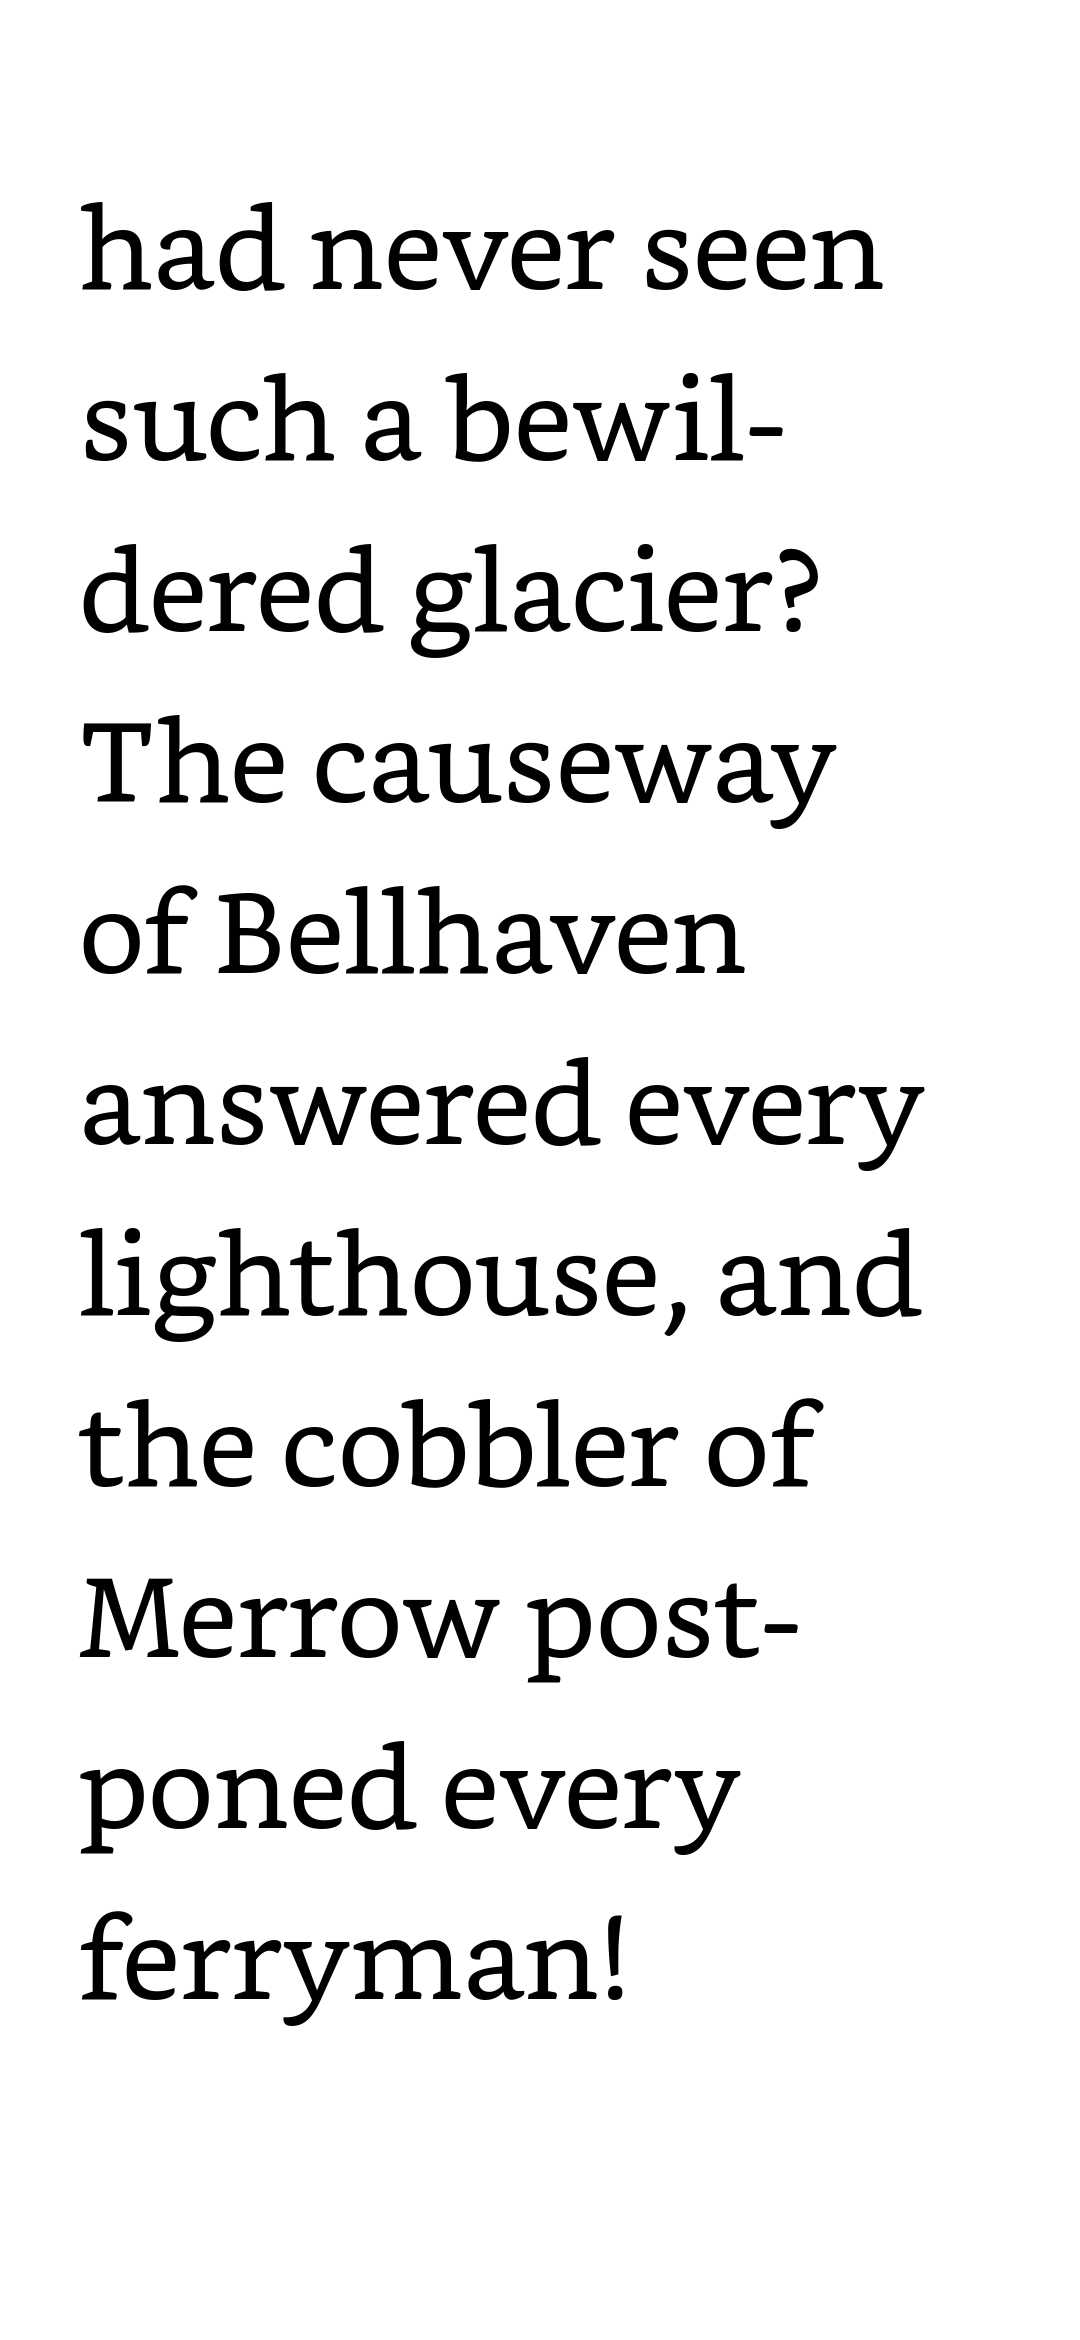 had never seen
such a bewil-
dered glacier?
The causeway
of Bellhaven
answered every
lighthouse, and
the cobbler of
Merrow post-
poned every
ferryman!